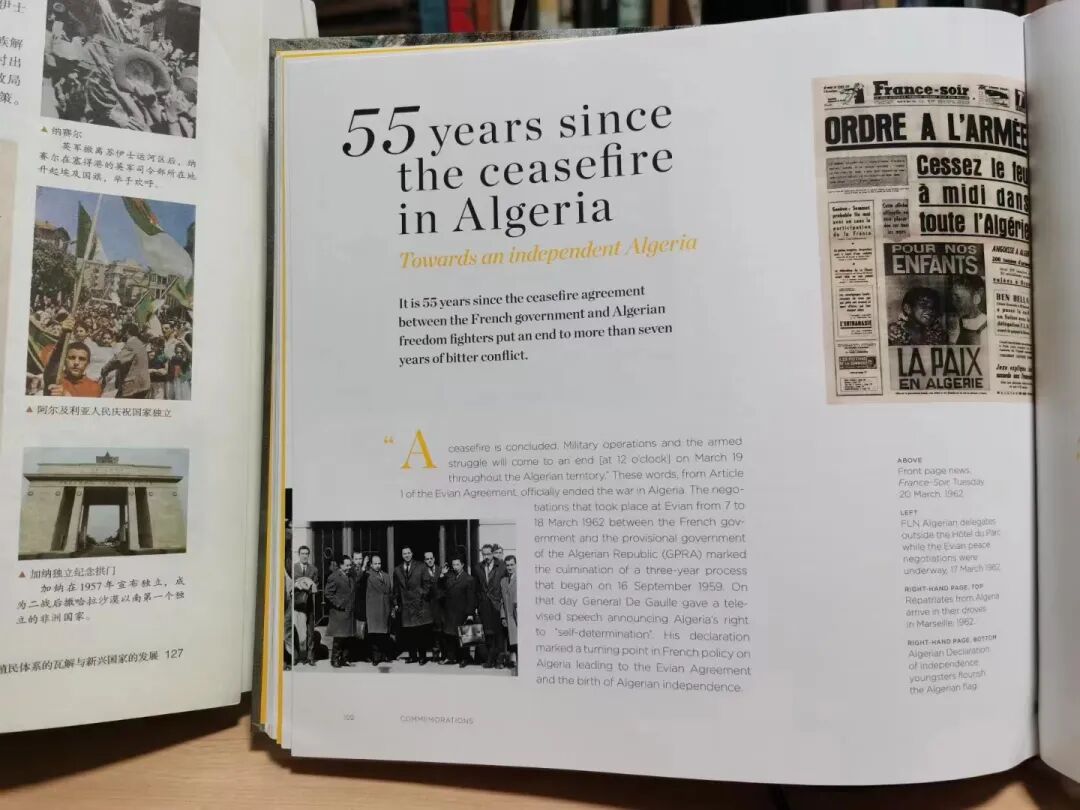 伊士
族解
时出
政局
策。
▲ 纳赛尔
英军撤离苏伊士运河区后，纳
赛尔在塞得港的英军司令部所在地
升起埃及国旗，举手欢呼。
▲ 阿尔及利亚人民庆祝国家独立
▲ 加纳独立纪念拱门
加纳在1957年宣布独立，成
为二战后撒哈拉沙漠以南第一个独
立的非洲国家。
殖民体系的瓦解与新兴国家的发展 127
55 years since
the ceasefire
in Algeria
Towards an independent Algeria
It is 55 years since the ceasefire agreement
between the French government and Algerian
freedom fighters put an end to more than seven
years of bitter conflict.
“A ceasefire is concluded. Military operations and the armed
struggle will come to an end [at 12 o'clock] on March 19
throughout the Algerian territory.” These words, from Article
1 of the Evian Agreement, officially ended the war in Algeria. The nego-
tiations that took place at Evian from 7 to
18 March 1962 between the French gov-
ernment and the provisional government
of the Algerian Republic (GPRA) marked
the culmination of a three-year process
that began on 16 September 1959. On
that day General De Gaulle gave a tele-
vised speech announcing Algeria's right
to “self-determination”. His declaration
marked a turning point in French policy on
Algeria leading to the Evian Agreement
and the birth of Algerian independence.
102 COMMEMORATIONS
France-soir
ORDRE A L'ARMÉE
Cessez le feu
à midi dans
toute l'Algérie
POUR NOS
ENFANTS
LA PAIX
EN ALGERIE
BEN BELLA
ABOVE
Front page news,
France-Soir, Tuesday
20 March, 1962
LEFT
FLN Algerian delegates
outside the Hôtel du Parc
while the Evian peace
negotiations were
underway, 17 March 1962.
RIGHT-HAND PAGE, TOP
Répatriates from Algeria
arrive in their droves
in Marseille, 1962.
RIGHT-HAND PAGE, BOTTOM
Algerian Declaration
of independence,
youngsters flourish
the Algerian flag.